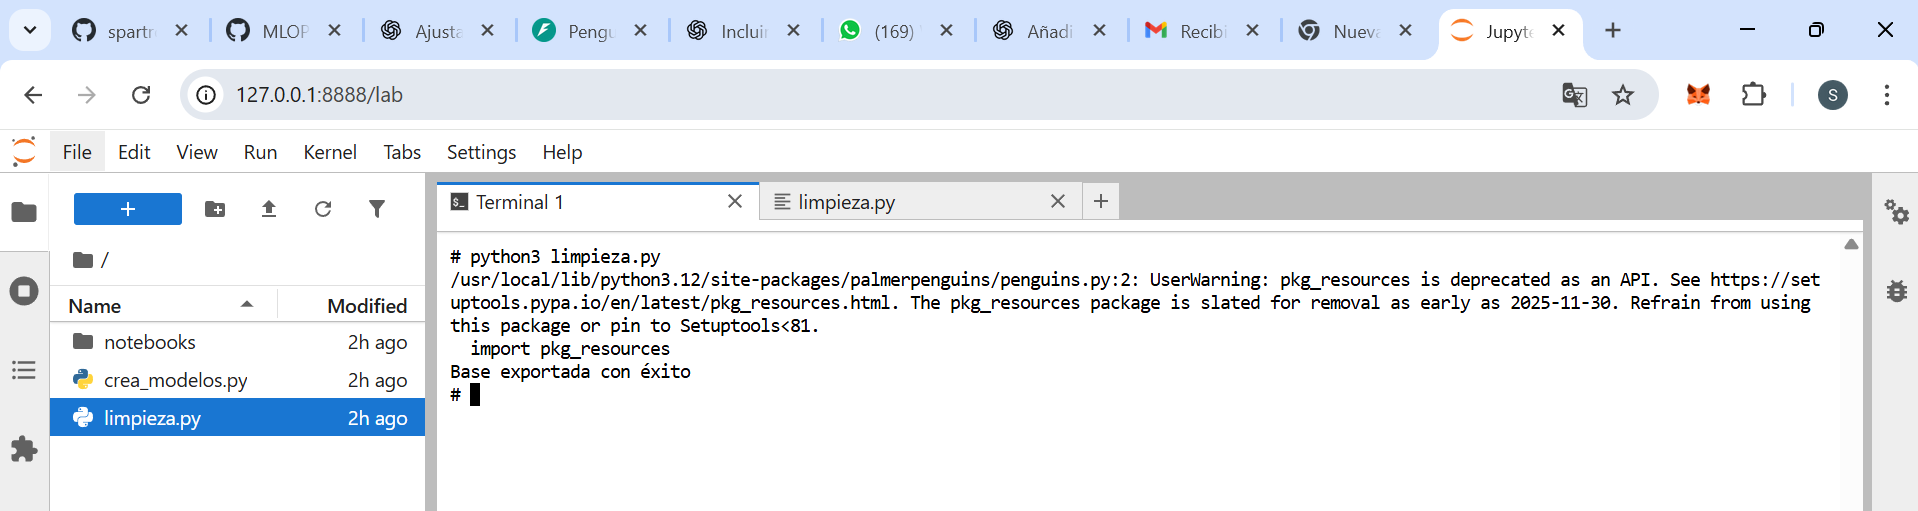 spartr
MLOP
Ajusta
Pengu
Inclui
(169)
Añadi
Recibi
Nueva
Jupyte
127.0.0.1:8888/lab
S
File Edit View Run Kernel Tabs Settings Help
Terminal 1
limpieza.py
/
Name Modified
notebooks 2h ago
crea_modelos.py 2h ago
limpieza.py 2h ago
# python3 limpieza.py
/usr/local/lib/python3.12/site-packages/palmerpenguins/penguins.py:2: UserWarning: pkg_resources is deprecated as an API. See https://set
uptools.pypa.io/en/latest/pkg_resources.html. The pkg_resources package is slated for removal as early as 2025-11-30. Refrain from using
this package or pin to Setuptools<81.
  import pkg_resources
Base exportada con éxito
#